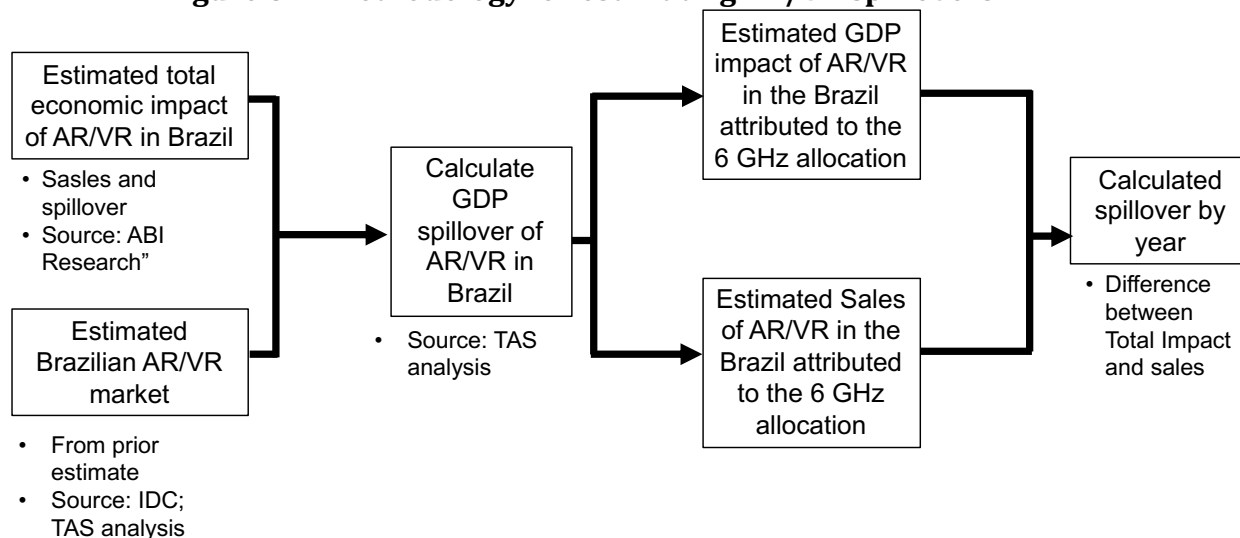 Estimated total
economic impact
of AR/VR in Brazil
• Sasles and
spillover
• Source: ABI
Research”
Estimated
Brazilian AR/VR
market
• From prior
estimate
• Source: IDC;
TAS analysis
Calculate
GDP
spillover of
AR/VR in
Brazil
• Source: TAS
analysis
Estimated GDP
impact of AR/VR
in the Brazil
attributed to the
6 GHz allocation
Estimated Sales
of AR/VR in the
Brazil attributed
to the 6 GHz
allocation
Calculated
spillover by
year
• Difference
between
Total Impact
and sales